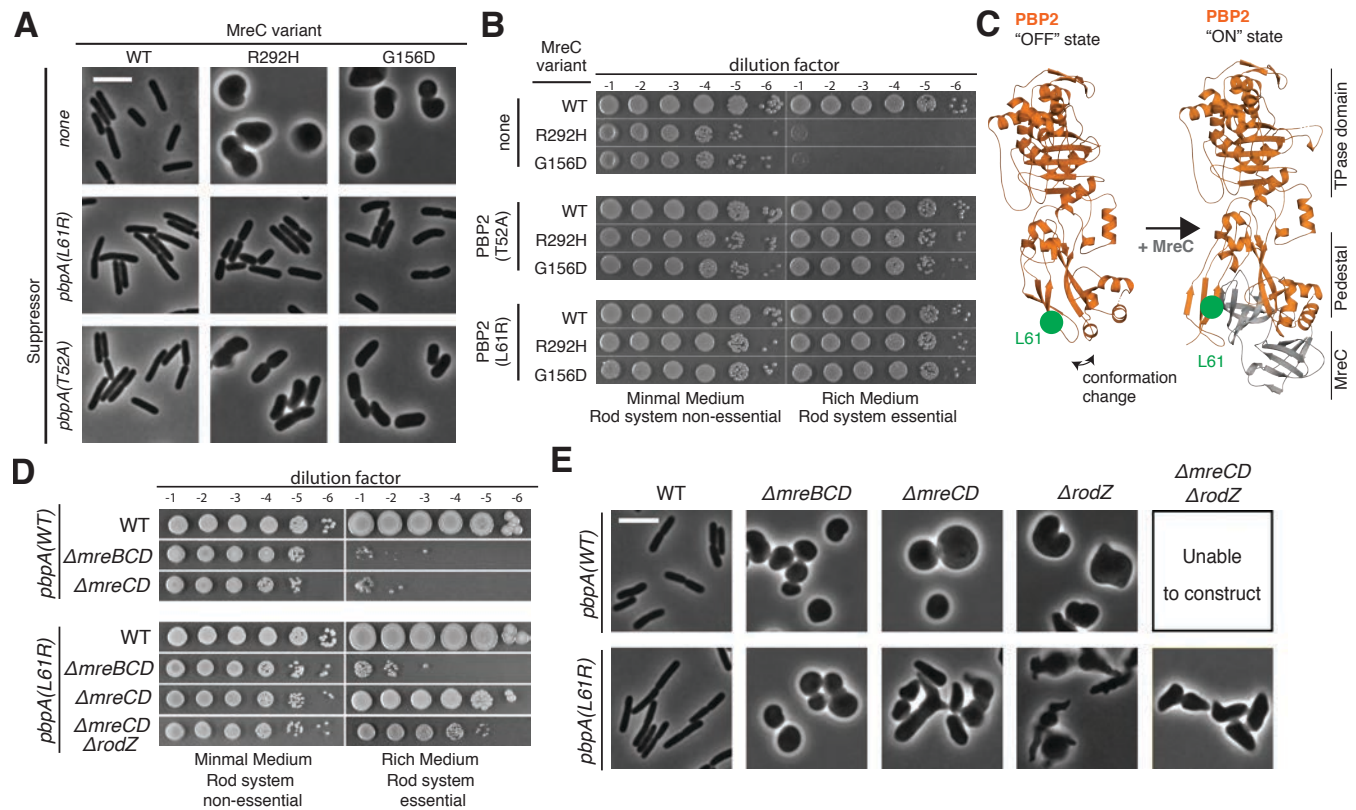 A
MreC variant
WT R292H G156D
Suppressor
none
pbpA(L61R)
pbpA(T52A)
B
MreC
variant
dilution factor
-1 -2 -3 -4 -5 -6 -1 -2 -3 -4 -5 -6
none
WT
R292H
G156D
PBP2
(T52A)
WT
R292H
G156D
PBP2
(L61R)
WT
R292H
G156D
Minmal Medium
Rod system non-essential
Rich Medium
Rod system essential
C
PBP2
"OFF" state
PBP2
"ON" state
+ MreC
L61
L61
conformation
change
TPase domain
Pedestal
MreC
D
dilution factor
-1 -2 -3 -4 -5 -6 -1 -2 -3 -4 -5 -6
pbpA(WT)
WT
ΔmreBCD
ΔmreCD
pbpA(L61R)
WT
ΔmreBCD
ΔmreCD
ΔmreCD
ΔrodZ
Minmal Medium
Rod system
non-essential
Rich Medium
Rod system
essential
E
WT ΔmreBCD ΔmreCD ΔrodZ ΔmreCD
ΔrodZ
pbpA(WT)
Unable
to construct
pbpA(L61R)